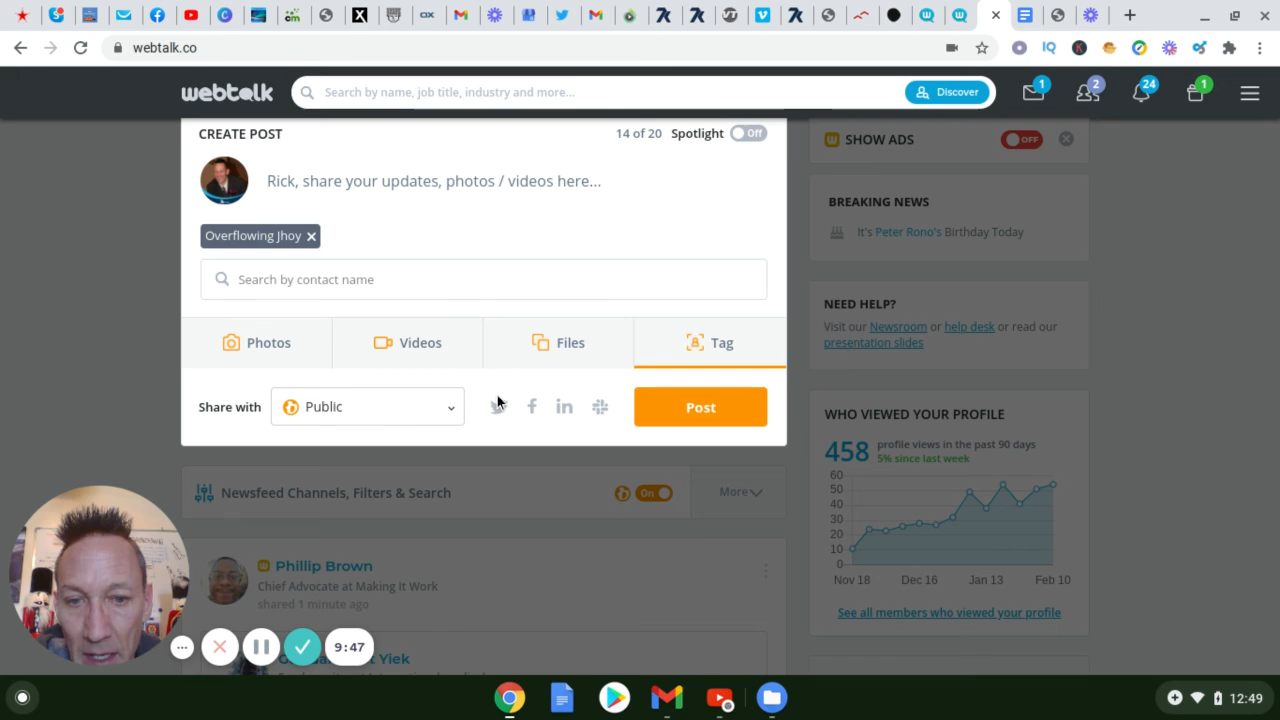 webtalk.co
webtalk
Search by name, job title, industry and more...
Discover
1
2
24
1
CREATE POST
14 of 20
Spotlight
Off
Rick, share your updates, photos / videos here...
Overflowing Jhoy
Search by contact name
Photos
Videos
Files
Tag
Share with
Public
Post
Newsfeed Channels, Filters & Search
On
More
Phillip Brown
Chief Advocate at Making It Work
shared 1 minute ago
Yiek
SHOW ADS
OFF
BREAKING NEWS
It's Peter Rono's Birthday Today
NEED HELP?
Visit our Newsroom or help desk or read our
presentation slides
WHO VIEWED YOUR PROFILE
458
profile views in the past 90 days
5% since last week
60
50
40
30
20
10
0
Nov 18 Dec 16 Jan 13 Feb 10
See all members who viewed your profile
9:47
12:49